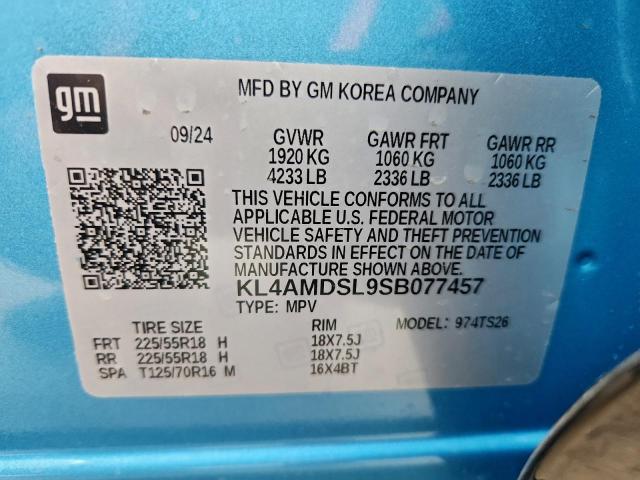 gm
MFD BY GM KOREA COMPANY
09/24
GVWR GAWR FRT GAWR RR
1920 KG 1060 KG 1060 KG
4233 LB 2336 LB 2336 LB
THIS VEHICLE CONFORMS TO ALL
APPLICABLE U.S. FEDERAL MOTOR
VEHICLE SAFETY AND THEFT PREVENTION
STANDARDS IN EFFECT ON THE DATE OF
MANUFACTURE SHOWN ABOVE.
KL4AMDSL9SB077457
TYPE: MPV
TIRE SIZE RIM MODEL: 974TS26
FRT 225/55R18 H 18X7.5J
RR 225/55R18 H 18X7.5J
SPA T125/70R16 M 16X4BT